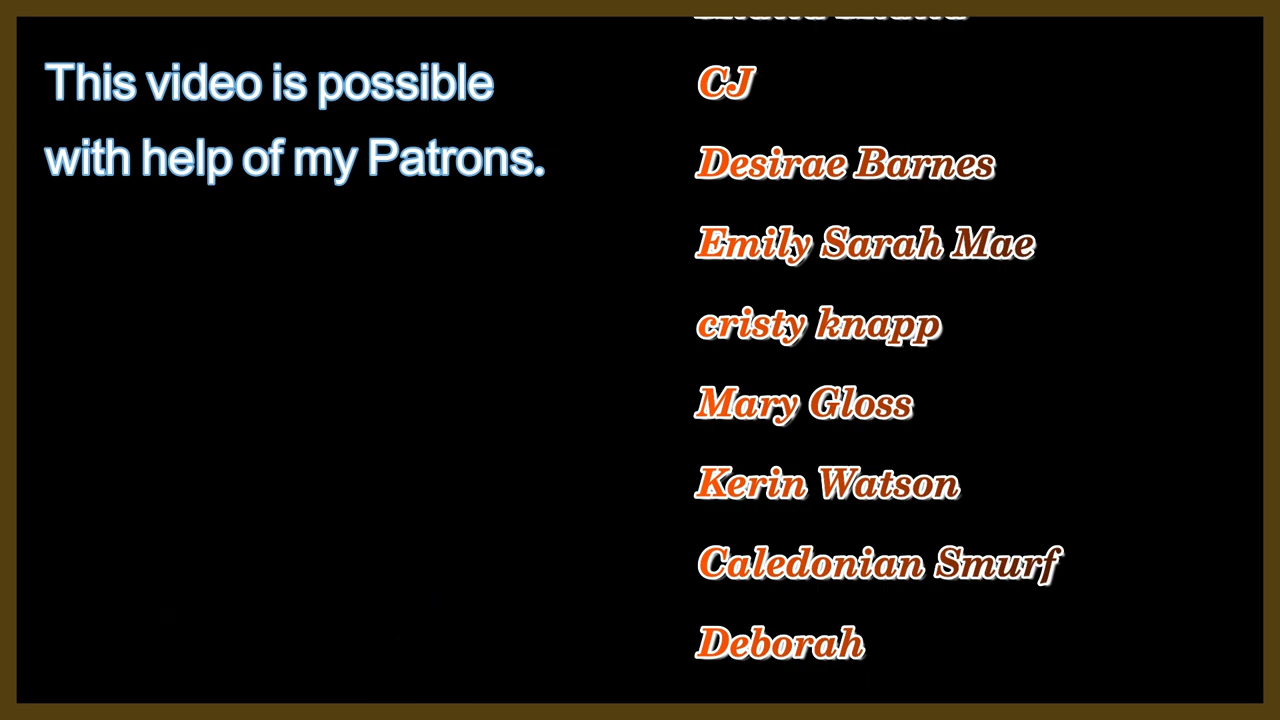 This video is possible
with help of my Patrons.
CJ
Desirae Barnes
Emily Sarah Mae
cristy knapp
Mary Gloss
Kerin Watson
Caledonian Smurf
Deborah